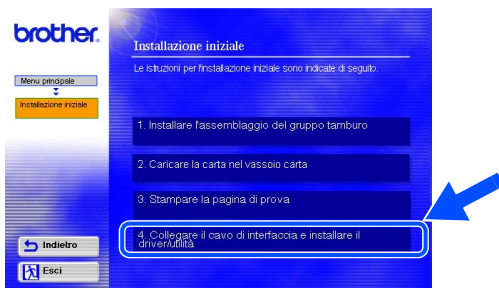 brother.
Installazione iniziale
Le istruzioni per l'installazione iniziale sono indicate di seguito.
Menu principale
Installazione iniziale
1. Installare l'assemblaggio del gruppo tamburo
2. Caricare la carta nel vassoio carta
3. Stampare la pagina di prova
4. Collegare il cavo di interfaccia e installare il
driver/utilità
Indietro
Esci